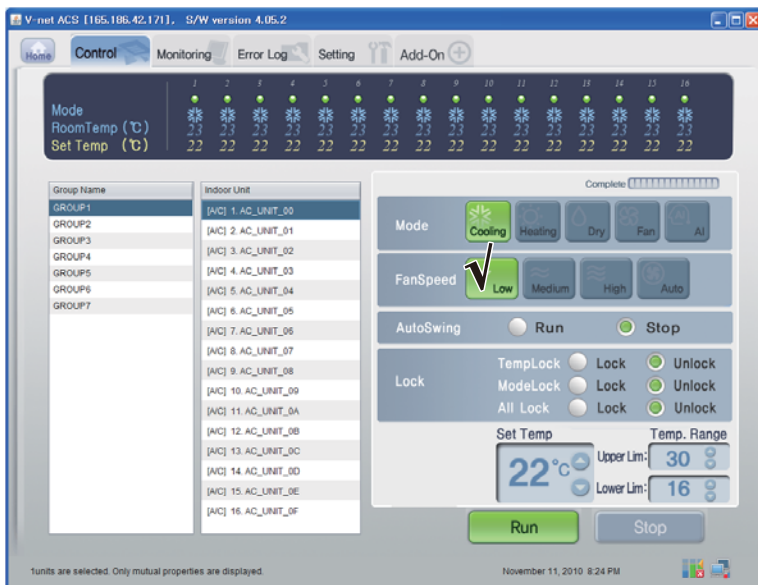 V-net ACS [165.186.42.171], S/W version 4.05.2
Home Control Monitoring Error Log Setting Add-On
1 2 3 4 5 6 7 8 9 10 11 12 13 14 15 16
Mode
RoomTemp (℃) 23 23 23 23 23 23 23 23 23 23 23 23 23 23 23 23
Set Temp (℃) 22 22 22 22 22 22 22 22 22 22 22 22 22 22 22 22
Group Name
GROUP1
GROUP2
GROUP3
GROUP4
GROUP5
GROUP6
GROUP7
Indoor Unit
[A/C] 1. AC_UNIT_00
[A/C] 2. AC_UNIT_01
[A/C] 3. AC_UNIT_02
[A/C] 4. AC_UNIT_03
[A/C] 5. AC_UNIT_04
[A/C] 6. AC_UNIT_05
[A/C] 7. AC_UNIT_06
[A/C] 8. AC_UNIT_07
[A/C] 9. AC_UNIT_08
[A/C] 10. AC_UNIT_09
[A/C] 11. AC_UNIT_0A
[A/C] 12. AC_UNIT_0B
[A/C] 13. AC_UNIT_0C
[A/C] 14. AC_UNIT_0D
[A/C] 15. AC_UNIT_0E
[A/C] 16. AC_UNIT_0F
Complete
Mode Cooling Heating Dry Fan AI
FanSpeed Low Medium High Auto
AutoSwing Run Stop
Lock
TempLock Lock Unlock
ModeLock Lock Unlock
All Lock Lock Unlock
Set Temp Temp. Range
22°C
Upper Lim: 30
Lower Lim: 16
Run Stop
1units are selected. Only mutual properties are displayed. November 11, 2010 8:24 PM